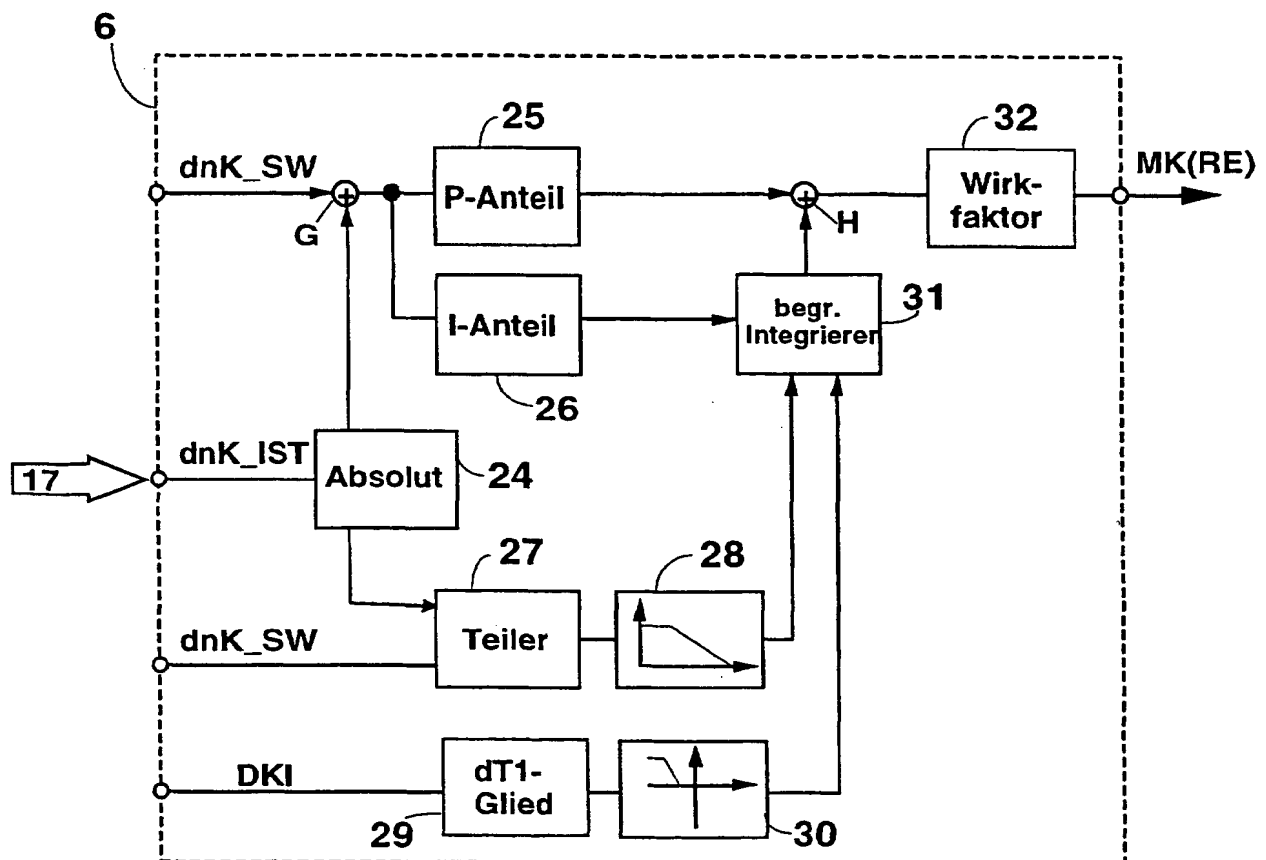 6
25
32
dnK_SW
MK(RE)
P-Anteil
Wirk-
faktor
G
H
I-Anteil
begr.
Integrieren
31
26
dnK_IST
17
Absolut
24
27
28
Teiler
dnK_SW
DKI
dT1-
Glied
29
30